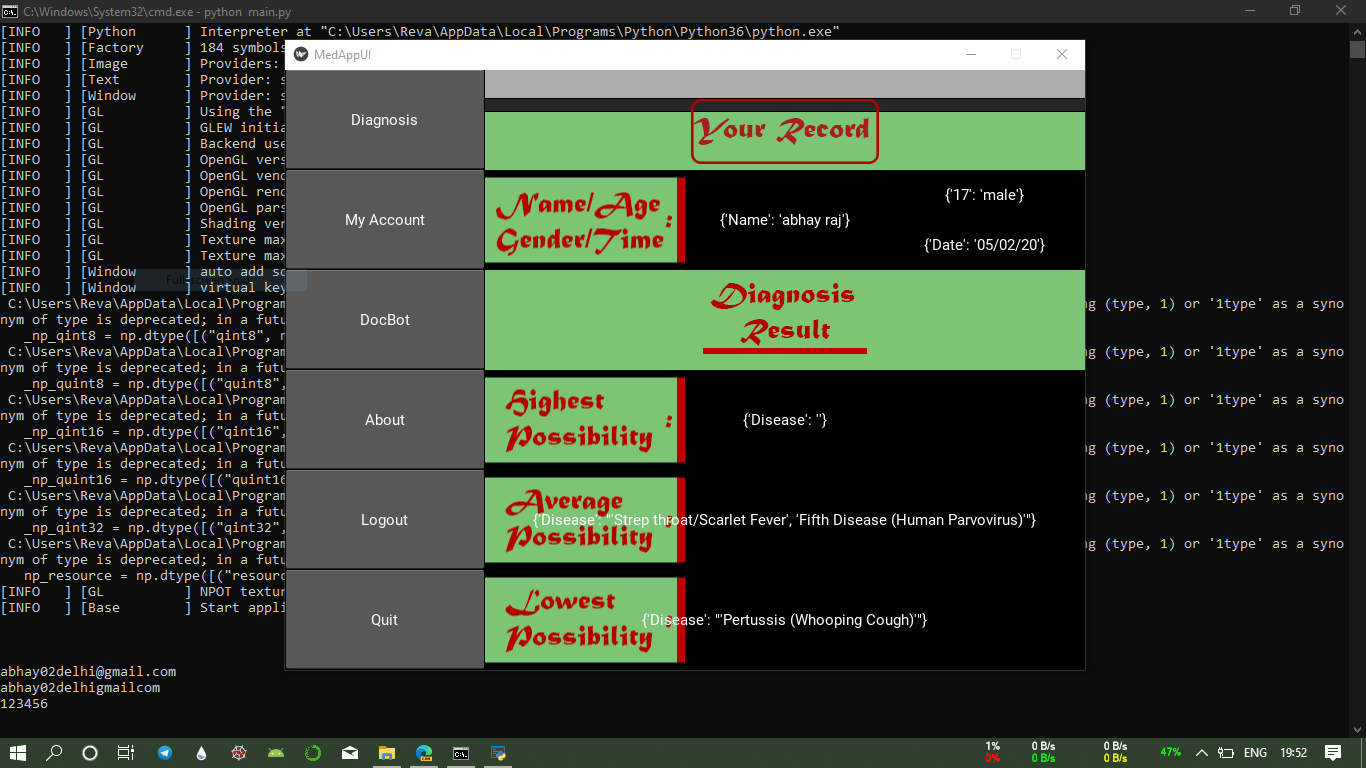 C:\Windows\System32\cmd.exe - python  main.py
[INFO   ] [Python      ] Interpreter at "C:\Users\Reva\AppData\Local\Programs\Python\Python36\python.exe"
[INFO   ] [Factory     ] 184 symbols
[INFO   ] [Image       ] Providers:
[INFO   ] [Text        ] Provider: s
[INFO   ] [Window      ] Provider: s
[INFO   ] [GL          ] Using the "
[INFO   ] [GL          ] GLEW initia
[INFO   ] [GL          ] Backend use
[INFO   ] [GL          ] OpenGL vers
[INFO   ] [GL          ] OpenGL vend
[INFO   ] [GL          ] OpenGL rend
[INFO   ] [GL          ] OpenGL pars
[INFO   ] [GL          ] Shading ver
[INFO   ] [GL          ] Texture max
[INFO   ] [GL          ] Texture max
[INFO   ] [Window      ] auto add so
[INFO   ] [Window      ] virtual key
C:\Users\Reva\AppData\Local\Program
ng (type, 1) or '1type' as a syno
nym of type is deprecated; in a futu
_np_qint8 = np.dtype([("qint8", n
C:\Users\Reva\AppData\Local\Program
ng (type, 1) or '1type' as a syno
nym of type is deprecated; in a futu
_np_quint8 = np.dtype([("quint8",
C:\Users\Reva\AppData\Local\Program
ng (type, 1) or '1type' as a syno
nym of type is deprecated; in a futu
_np_qint16 = np.dtype([("qint16",
C:\Users\Reva\AppData\Local\Program
ng (type, 1) or '1type' as a syno
nym of type is deprecated; in a futu
_np_quint16 = np.dtype([("quint16
C:\Users\Reva\AppData\Local\Program
ng (type, 1) or '1type' as a syno
nym of type is deprecated; in a futu
_np_qint32 = np.dtype([("qint32",
C:\Users\Reva\AppData\Local\Program
ng (type, 1) or '1type' as a syno
nym of type is deprecated; in a futu
np_resource = np.dtype([("resourc
[INFO   ] [GL          ] NPOT textur
[INFO   ] [Base        ] Start appli
abhay02delhi@gmail.com
abhay02delhigmailcom
123456
MedAppUI
Diagnosis
My Account
DocBot
About
Logout
Quit
Your Record
Name/Age
Gender/Time :
{'Name': 'abhay raj'}
{'17': 'male'}
{'Date': '05/02/20'}
Diagnosis
Result
Highest
Possibility :
{'Disease': ''}
Average
Possibility :
{'Disease': "'Strep throat/Scarlet Fever', 'Fifth Disease (Human Parvovirus)'"}
Lowest
Possibility :
{'Disease': "'Pertussis (Whooping Cough)'"}
1%
0%
0 B/s
0 B/s
0 B/s
0 B/s
47%
ENG
19:52